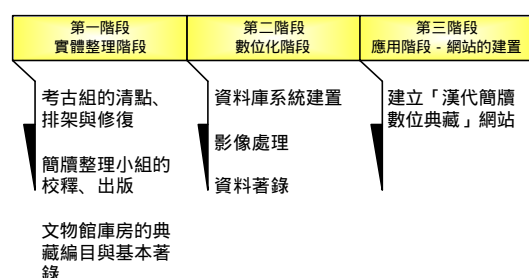 第一階段
實體整理階段
考古組的清點、
排架與修復
簡牘整理小組的
校釋、出版
文物館庫房的典
藏編目與基本著
錄
第二階段
數位化階段
資料庫系統建置
影像處理
資料著錄
第三階段
應用階段 - 網站的建置
建立「漢代簡牘
數位典藏」網站